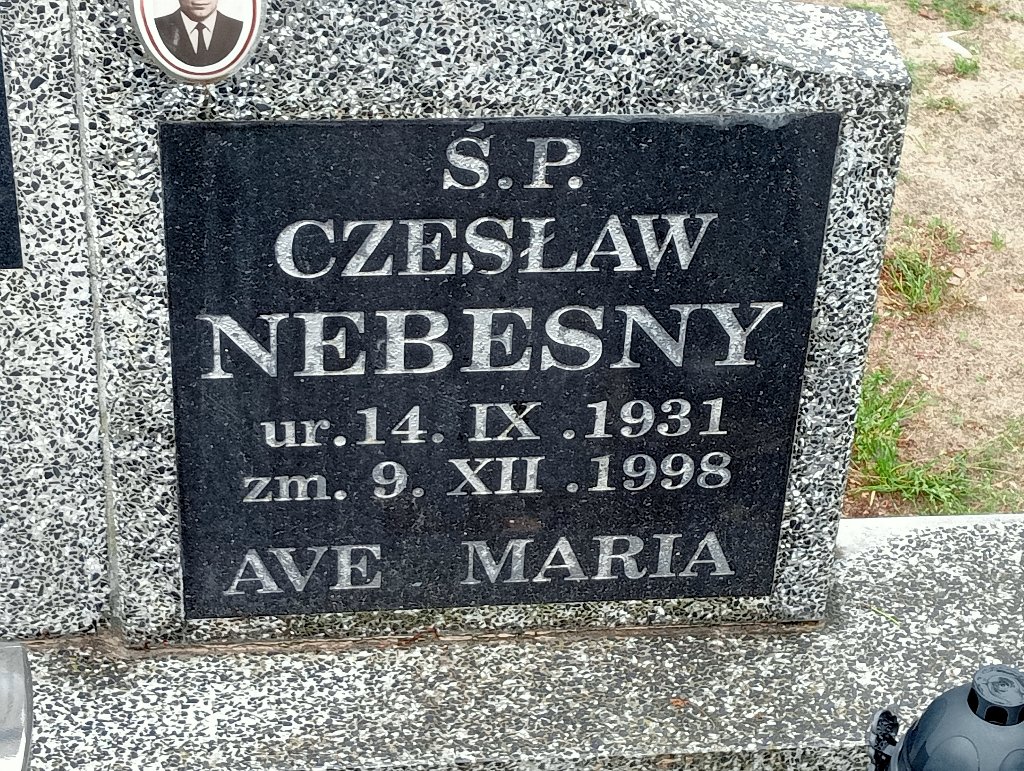 Ś.P.
CZESŁAW
NEBESNY
ur. 14. IX .1931
zm. 9. XII .1998
AVE MARIA